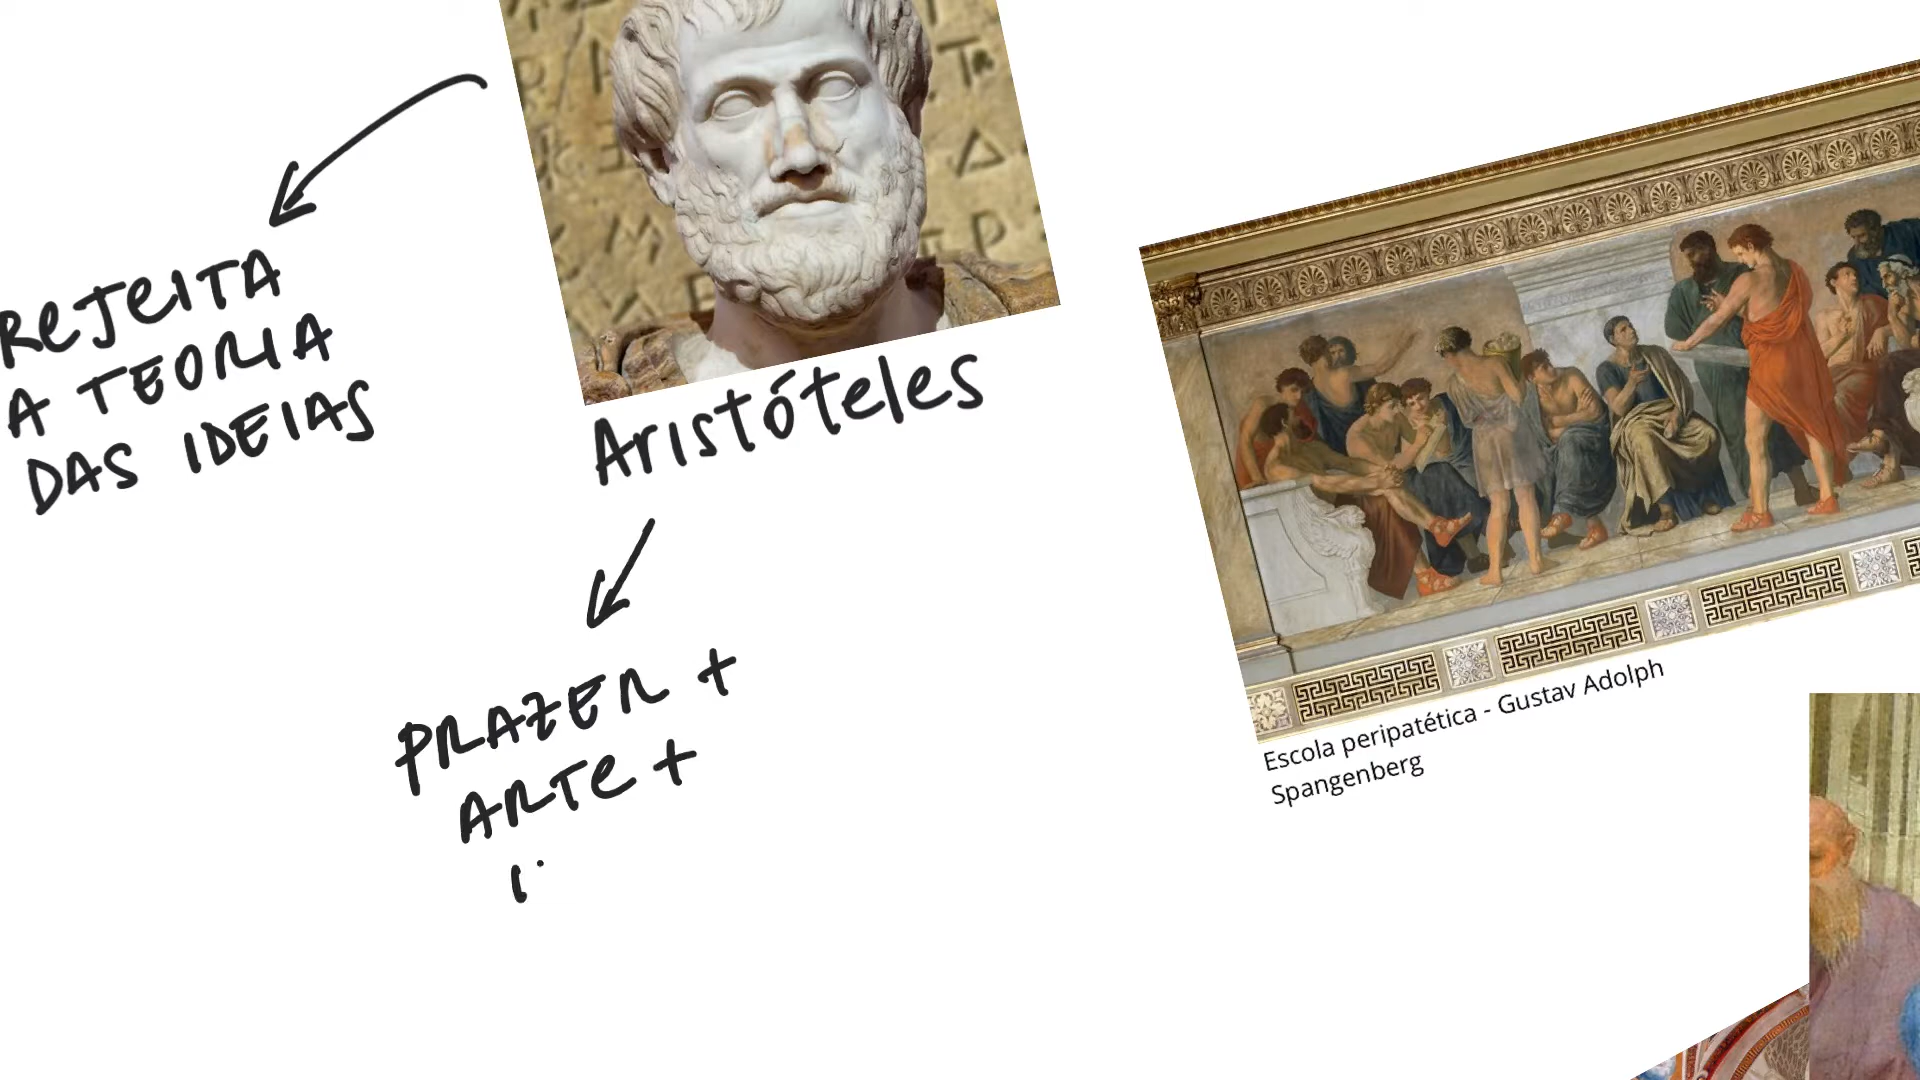 REJEITA
A TEORIA
DAS IDEIAS
Aristóteles
PRAZER +
ARTE +
Escola peripatética - Gustav Adolph
Spangenberg